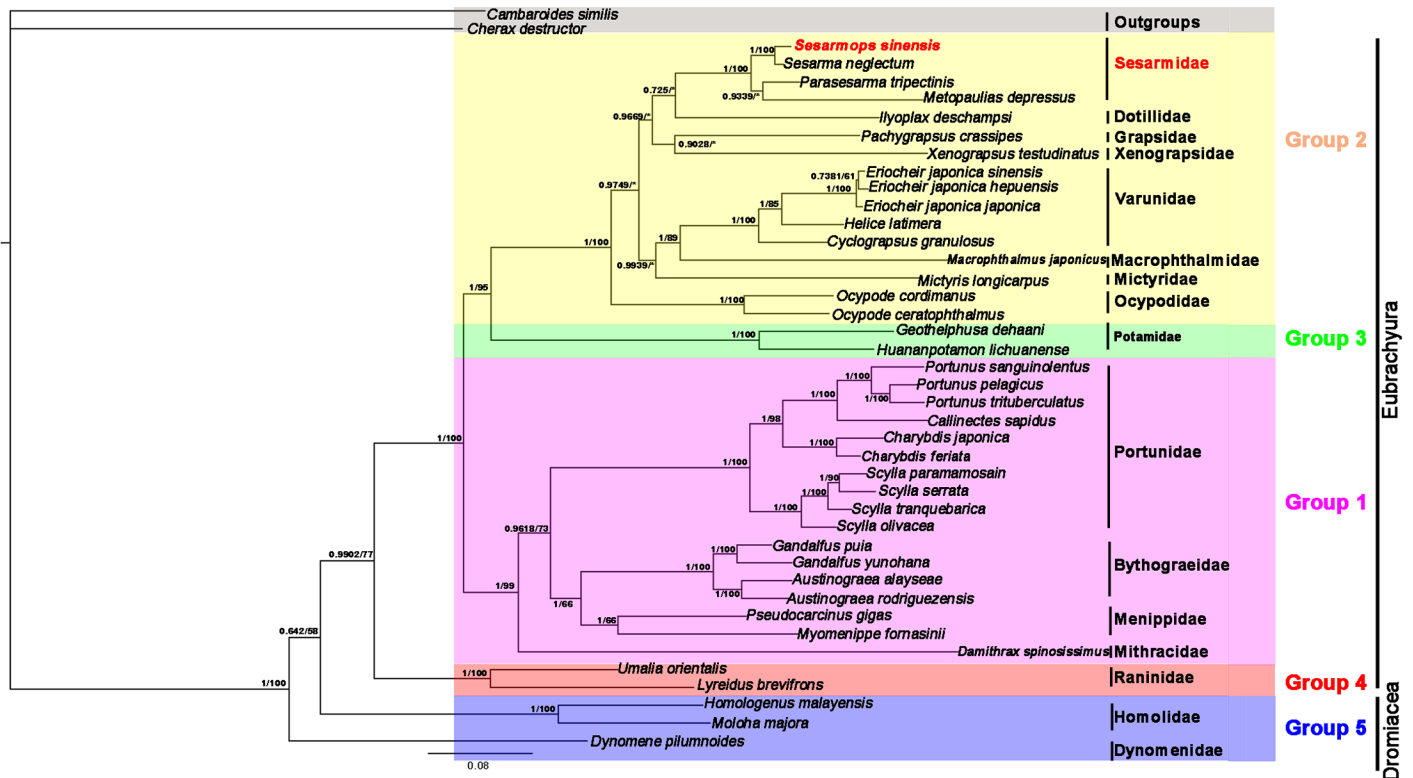 Cambaroides similis
Cherax destructor
Outgroups
1/100
Sesarmops sinensis
Sesarma neglectum
1/100
Parasesarma tripectinis
0.9339/*
Metopaulias depressus
Sesarmidae
0.725/*
Ilyoplax deschampsi
Dotillidae
0.9669/*
Pachygrapsus crassipes
Grapsidae
0.9028/*
Xenograpsus testudinatus
Xenograpsidae
Group 2
0.9749/*
0.7381/61
Eriocheir japonica sinensis
1/100
Eriocheir japonica hepuensis
Eriocheir japonica japonica
1/85
Helice latimera
1/100
Cyclograpsus granulosus
Varunidae
1/89
Macrophthalmus japonicus
Macrophthalmidae
0.9939/*
Mictyris longicarpus
Mictyridae
1/100
Ocypode cordimanus
1/100
Ocypode ceratophthalmus
Ocypodidae
1/95
Geothelphusa dehaani
1/100
Huananpotamon lichuanense
Potamidae
Group 3
Portunus sanguinolentus
1/100
Portunus pelagicus
1/100
Portunus trituberculatus
1/100
Callinectes sapidus
1/98
Charybdis japonica
1/100
Charybdis feriata
Portunidae
1/100
1/100
Scylla paramamosain
1/90
Scylla serrata
1/100
Scylla tranquebarica
1/100
Scylla olivacea
Group 1
0.9618/73
Gandalfus puia
1/100
Gandalfus yunohana
1/100
Austinograea alayseae
1/100
Austinograea rodriguezensis
Bythograeidae
1/99
1/66
Pseudocarcinus gigas
1/66
Myomenippe fornasinii
Menippidae
Damithrax spinosissimus
Mithracidae
0.9902/77
Umalia orientalis
1/100
Lyreidus brevifrons
Raninidae
Group 4
0.642/58
Homologenus malayensis
1/100
Moloha majora
Homolidae
Group 5
1/100
Dynomene pilumnoides
Dynomenidae
0.08
Eubrachyura
Dromiacea